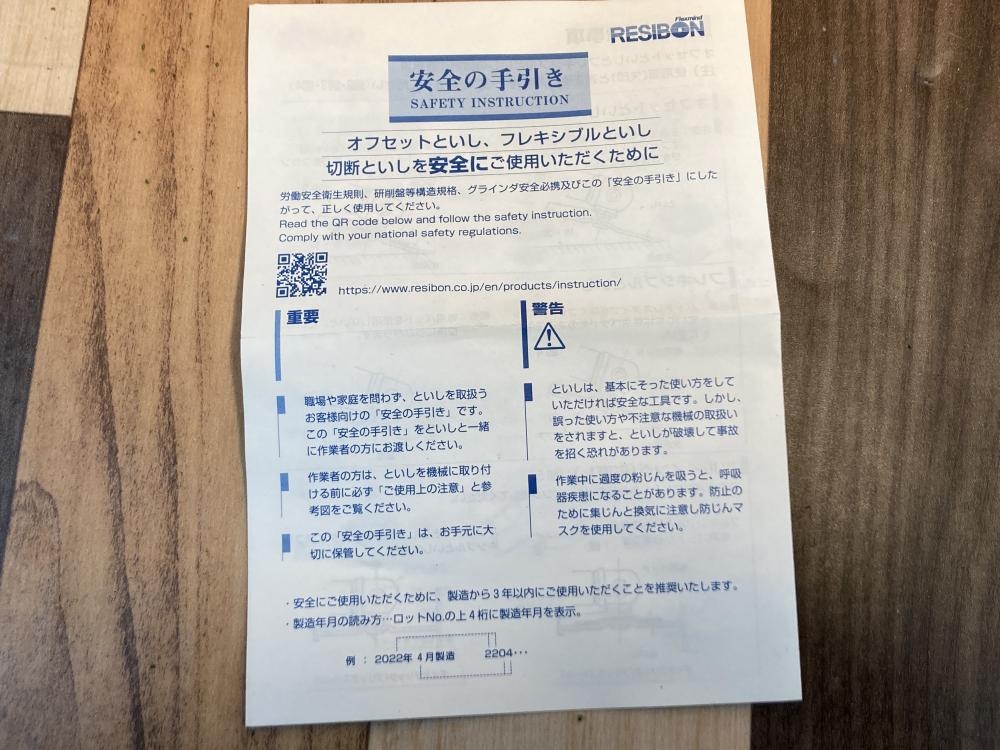 Flexmind
RESIBON
安全の手引き
SAFETY INSTRUCTION
オフセットといし、フレキシブルといし
切断といしを安全にご使用いただくために
労働安全衛生規則、研削盤等構造規格、グラインダ安全必携及びこの「安全の手引き」にした
がって、正しく使用してください。
Read the QR code below and follow the safety instruction.
Comply with your national safety regulations.
https://www.resibon.co.jp/en/products/instruction/
重要
職場や家庭を問わず、といしを取扱う
お客様向けの「安全の手引き」です。
この「安全の手引き」をといしと一緒
に作業者の方にお渡しください。
作業者の方は、といしを機械に取り付
ける前に必ず「ご使用上の注意」と参
考図をご覧ください。
この「安全の手引き」は、お手元に大
切に保管してください。
警告
といしは、基本にそった使い方をして
いただければ安全な工具です。しかし、
誤った使い方や不注意な機械の取扱い
をされますと、といしが破壊して事故
を招く恐れがあります。
作業中に過度の粉じんを吸うと、呼吸
器疾患になることがあります。防止の
ために集じんと換気に注意し防じんマ
スクを使用してください。
・安全にご使用いただくために、製造から3年以内にご使用いただくことを推奨いたします。
・製造年月の読み方…ロットNo.の上4桁に製造年月を表示。
例：2022年 4月製造 2204…